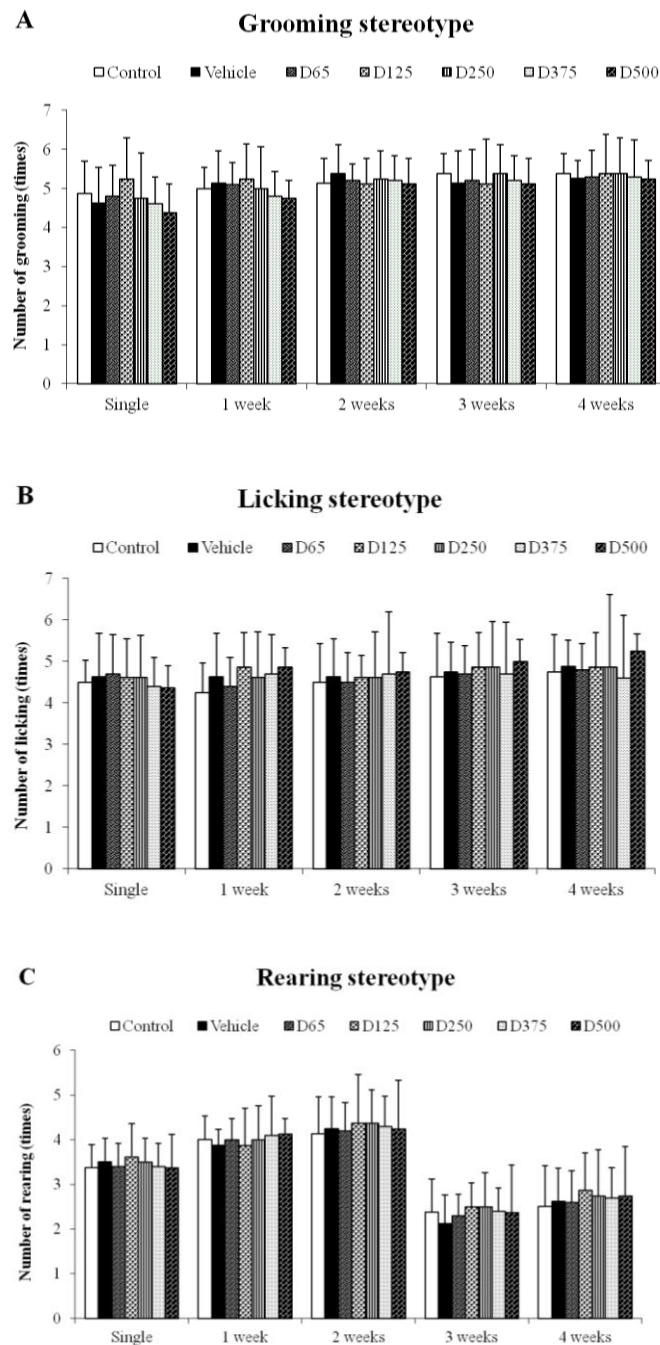 A
Grooming stereotype
Control Vehicle D65 D125 D250 D375 D500
Number of grooming (times)
7
6
5
4
3
2
1
0
Single 1 week 2 weeks 3 weeks 4 weeks
B
Licking stereotype
Control Vehicle D65 D125 D250 D375 D500
Number of licking (times)
7
6
5
4
3
2
1
0
Single 1 week 2 weeks 3 weeks 4 weeks
C
Rearing stereotype
Control Vehicle D65 D125 D250 D375 D500
Number of rearing (times)
6
5
4
3
2
1
0
Single 1 week 2 weeks 3 weeks 4 weeks